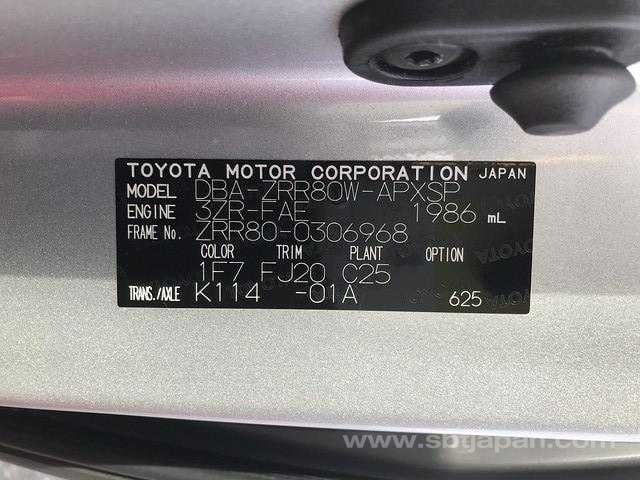 TOYOTA MOTOR CORPORATION JAPAN
MODEL DBA-ZRR80W-APXSP
ENGINE 3ZR-FAE 1986 mL
FRAME No. ZRR80-0306968
COLOR TRIM PLANT OPTION
1F7 FJ20 C25
TRANS./AXLE K114 -01A 625
www.sbtjapan.com